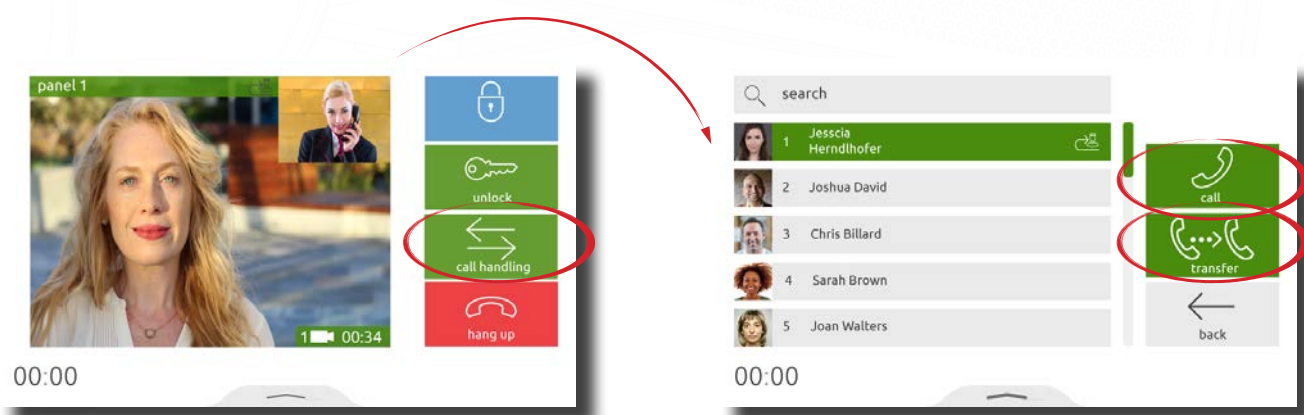 panel 1
unlock
call handling
hang up
1 00:34
00:00
search
1 Jesscia
Herndlhofer
2 Joshua David
3 Chris Billard
4 Sarah Brown
5 Joan Walters
call
transfer
back
00:00